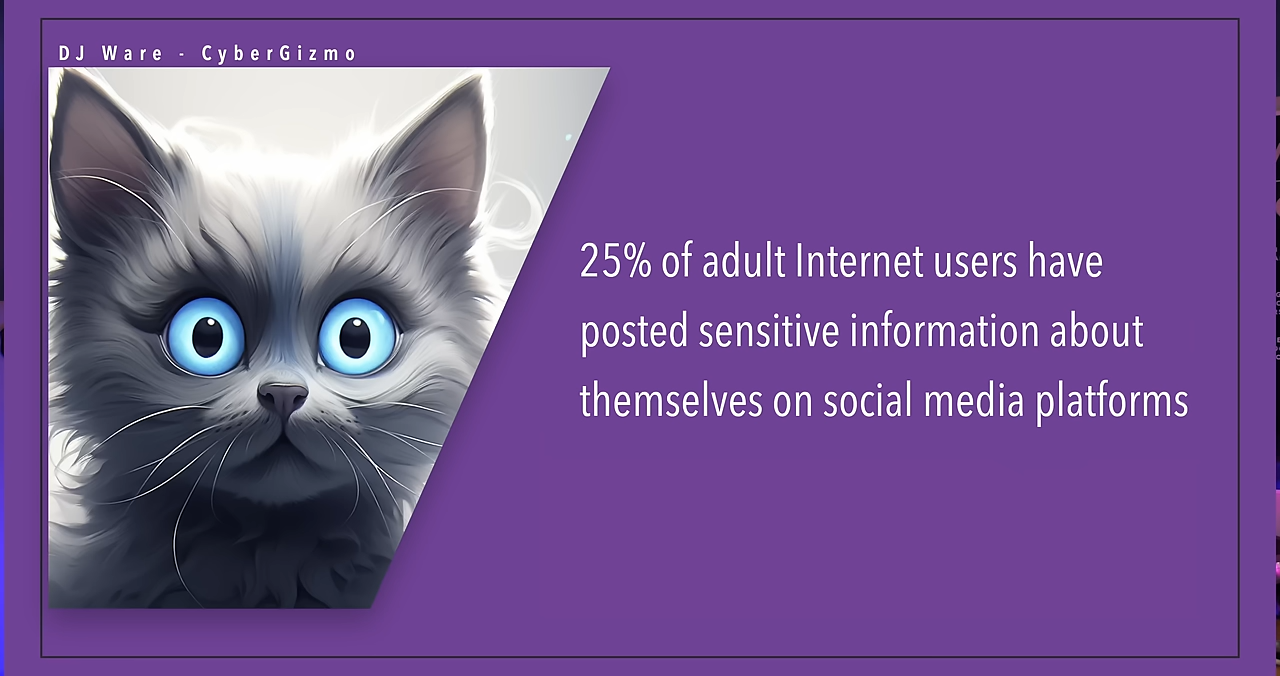 DJ Ware - CyberGizmo
25% of adult Internet users have
posted sensitive information about
themselves on social media platforms